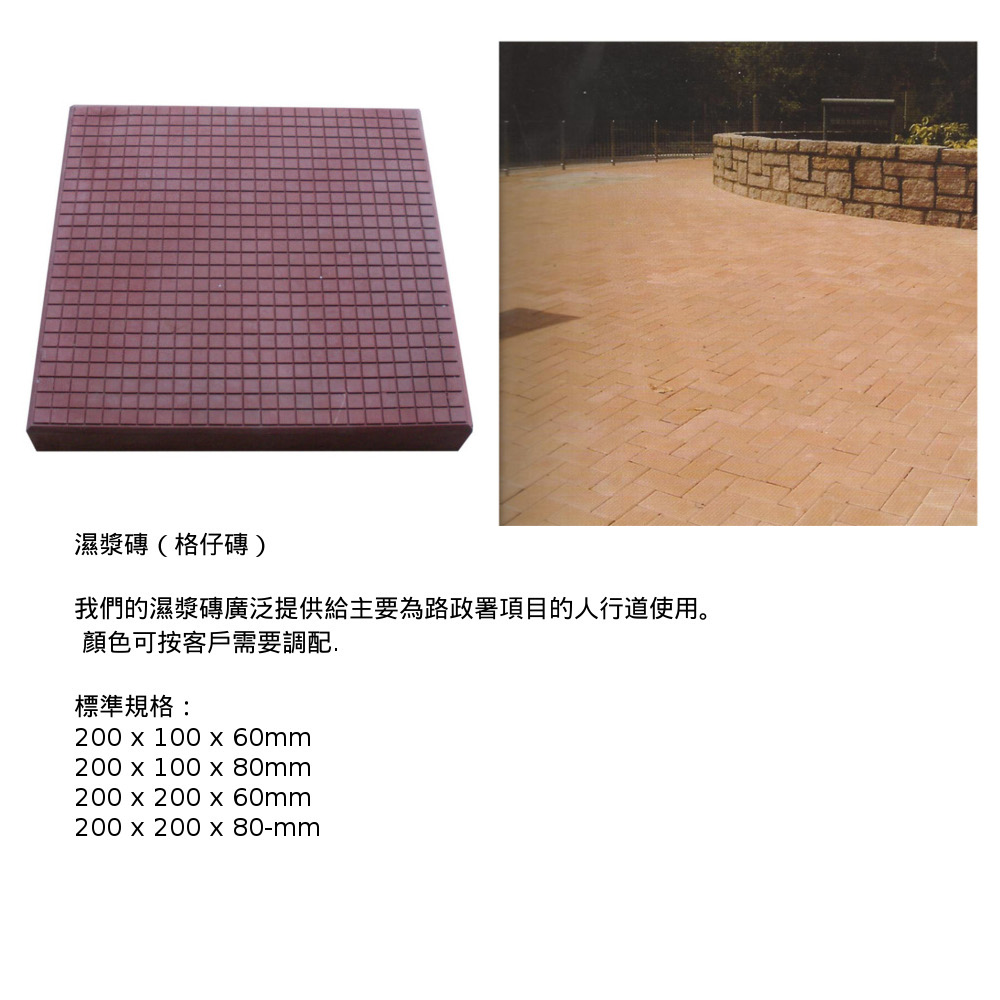 濕漿磚（格仔磚）
我們的濕漿磚廣泛提供給主要為路政署項目的人行道使用。
顏色可按客戶需要調配.
標準規格：
200 x 100 x 60mm
200 x 100 x 80mm
200 x 200 x 60mm
200 x 200 x 80-mm